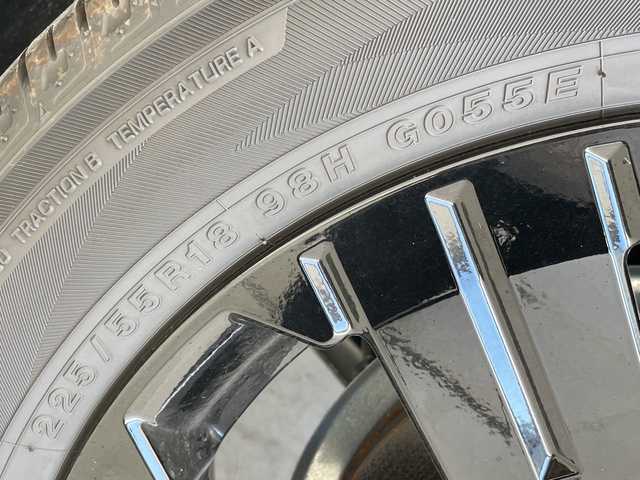 TRACTION B TEMPERATURE A
225/55R18 98H G055E